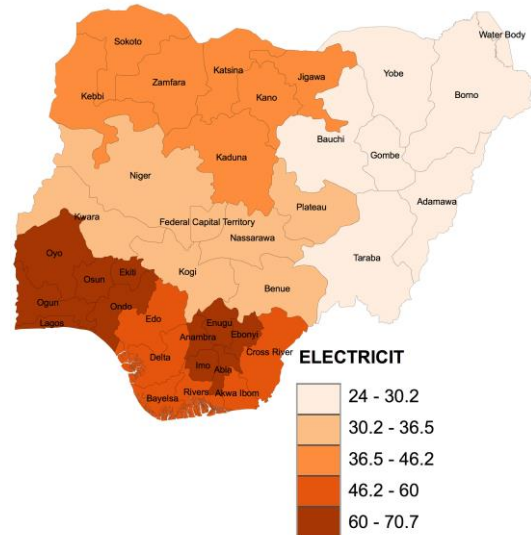 Water Body
Sokoto
Katsina
Jigawa
Yobe
Borno
Kebbi
Zamfara
Kano
Bauchi
Gombe
Kaduna
Niger
Adamawa
Plateau
Kwara
Federal Capital Territory
Nassarawa
Oyo
Taraba
Kogi
Osun
Ekiti
Benue
Ogun
Ondo
Edo
Enugu
Lagos
Anambra
Ebonyi
Cross River
Delta
Imo
Abie
Bayelsa
Rivers
Akwa Ibom
ELECTRICIT
24 - 30.2
30.2 - 36.5
36.5 - 46.2
46.2 - 60
60 - 70.7